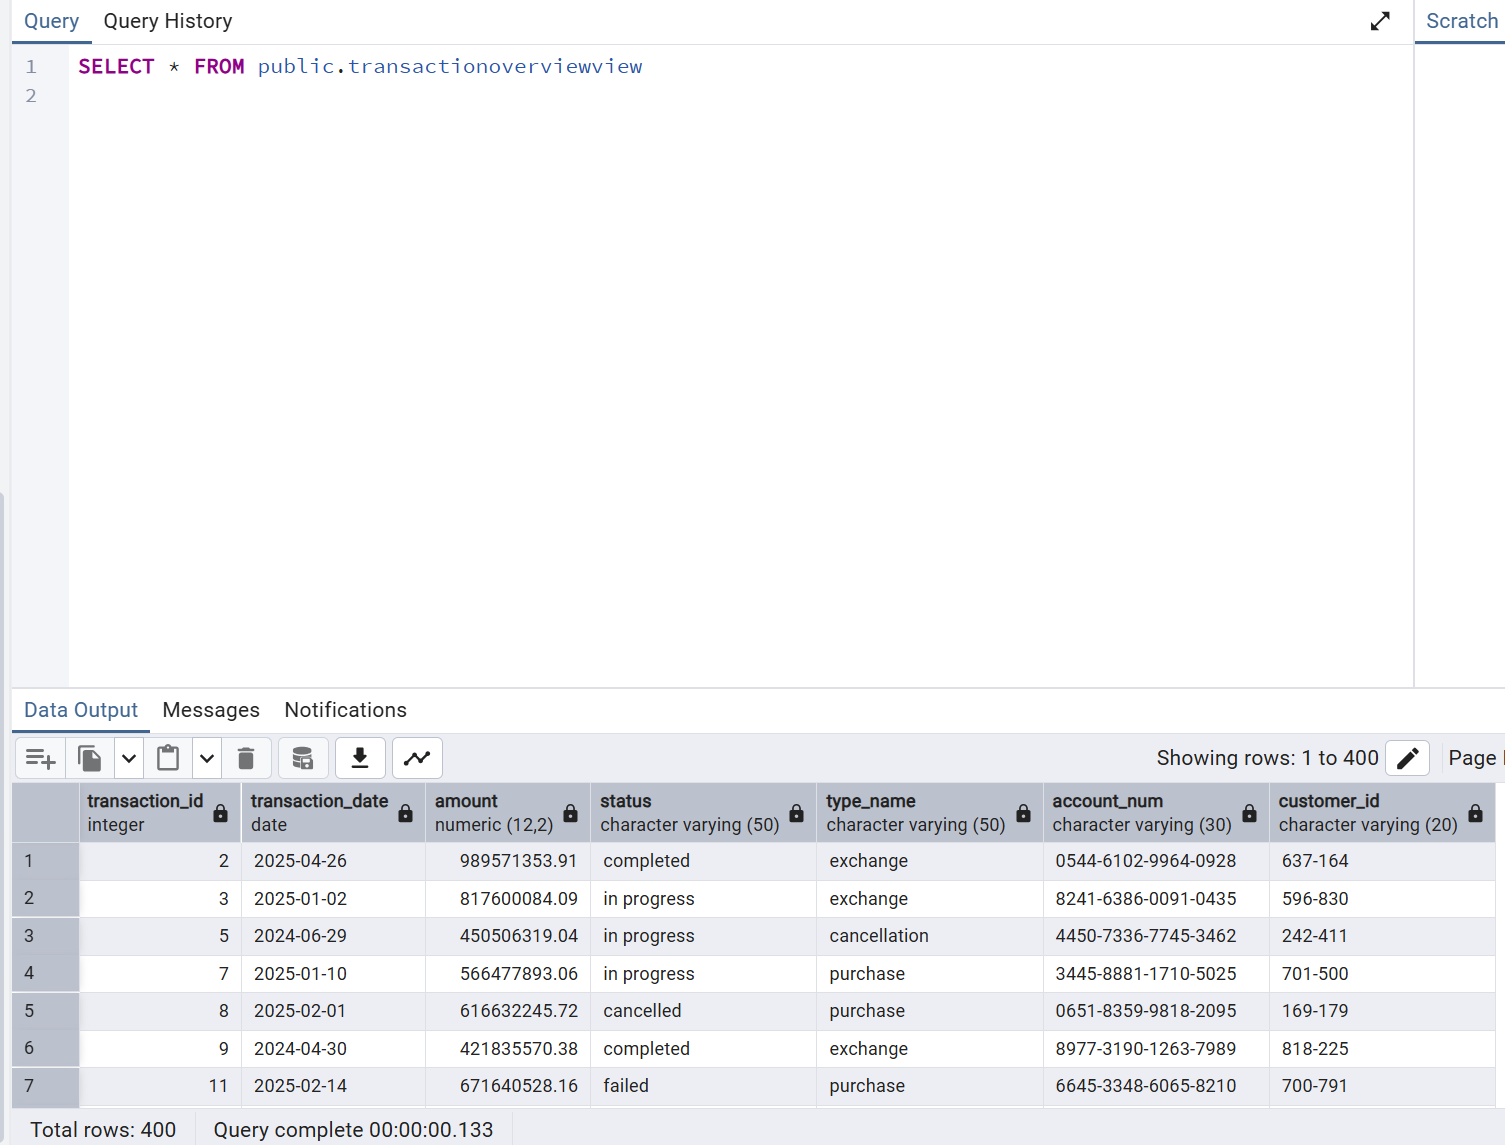 Query Query History Scratch
1 SELECT * FROM public.transactionoverviewview
2
Data Output Messages Notifications
Showing rows: 1 to 400 Page
transaction_id transaction_date amount status type_name account_num customer_id
integer date numeric (12,2) character varying (50) character varying (50) character varying (30) character varying (20)
1 2 2025-04-26 989571353.91 completed exchange 0544-6102-9964-0928 637-164
2 3 2025-01-02 817600084.09 in progress exchange 8241-6386-0091-0435 596-830
3 5 2024-06-29 450506319.04 in progress cancellation 4450-7336-7745-3462 242-411
4 7 2025-01-10 566477893.06 in progress purchase 3445-8881-1710-5025 701-500
5 8 2025-02-01 616632245.72 cancelled purchase 0651-8359-9818-2095 169-179
6 9 2024-04-30 421835570.38 completed exchange 8977-3190-1263-7989 818-225
7 11 2025-02-14 671640528.16 failed purchase 6645-3348-6065-8210 700-791
Total rows: 400 Query complete 00:00:00.133